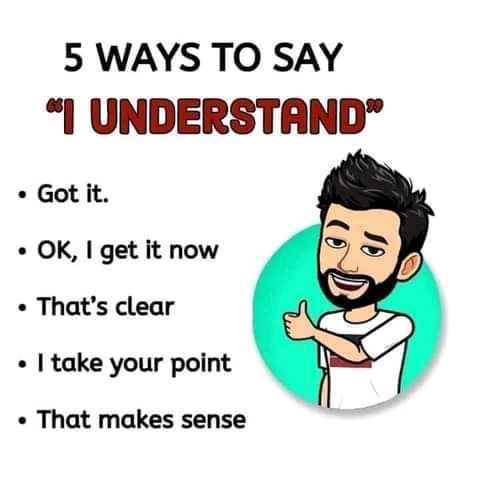 5 WAYS TO SAY
“I UNDERSTAND”
• Got it.
• OK, I get it now
• That’s clear
• I take your point
• That makes sense